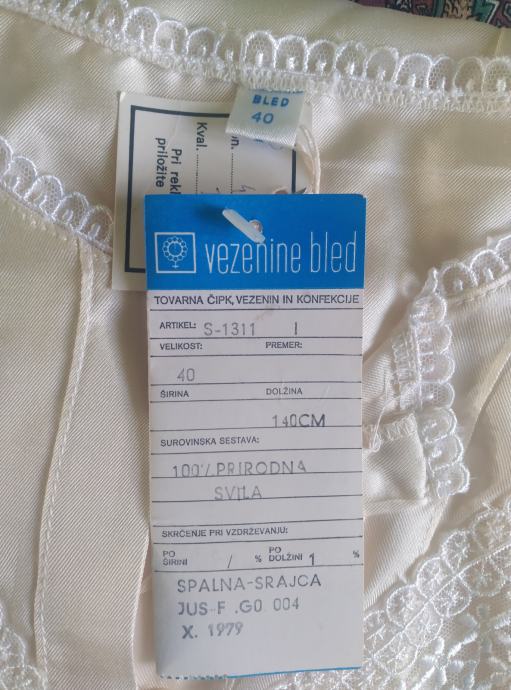 BLED
40
Kval.
Pri rekl
priložite
vezenine bled
TOVARNA ČIPK, VEZENIN IN KONFEKCIJE
ARTIKEL: S-1311 I
VELIKOST: PREMER:
40
ŠIRINA DOLŽINA
140CM
SUROVINSKA SESTAVA:
100% PRIRODNA
SVILA
SKRČENJE PRI VZDRŽEVANJU:
PO ŠIRINI / % PO DOLŽINI 1 %
SPALNA-SRAJCA
JUS-F .G0 004
X. 1979